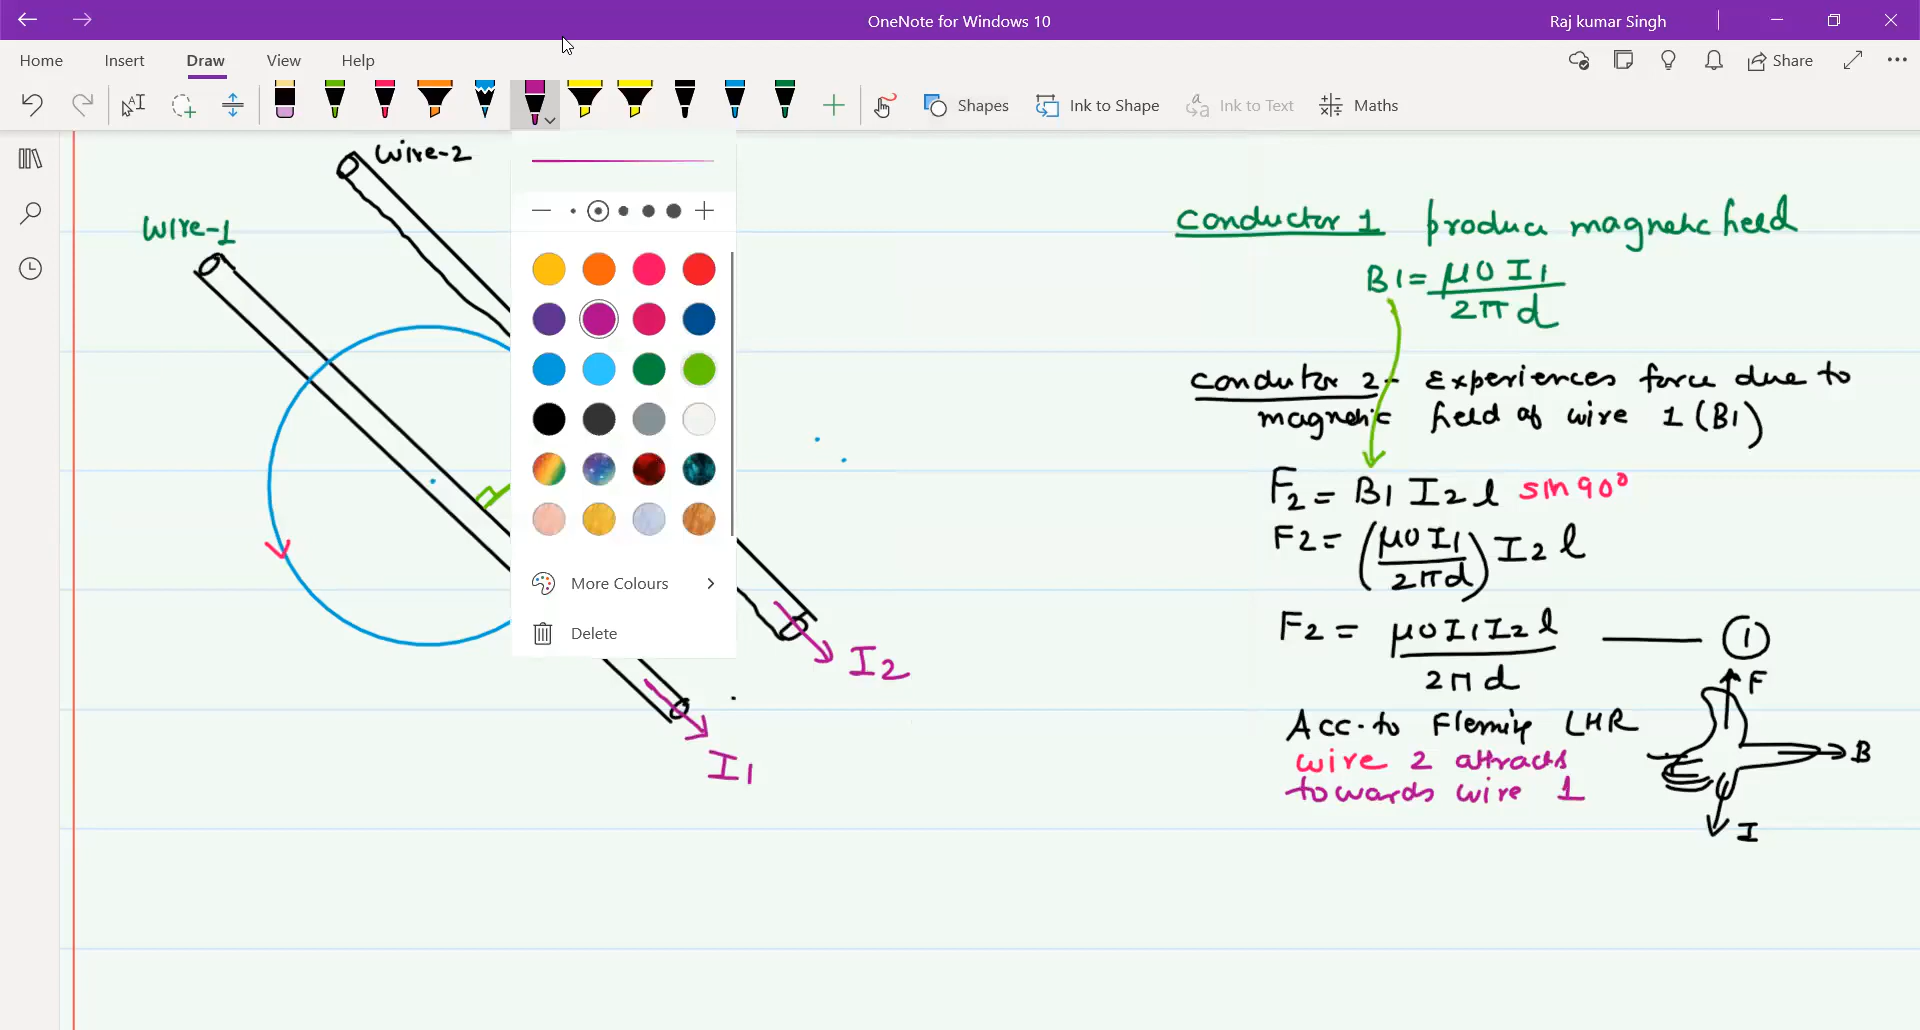 OneNote for Windows 10
Raj kumar Singh
Home
Insert
Draw
View
Help
Share
Shapes
Ink to Shape
Ink to Text
Maths
More Colours
Delete
wire-2
wire-1
I2
I1
conductor 1 produce magnetic field
B1 = μ0 I1 / 2π d
condutor 2 - Experiences force due to
magnetic field of wire 1 (B1)
F2 = B1 I2 l sin 90°
F2 = (μ0 I1 / 2πd) I2 l
F2 = μ0 I1 I2 l / 2π d — 1
F
B
I
Acc. to Fleming LHR
wire 2 attracts
towards wire 1